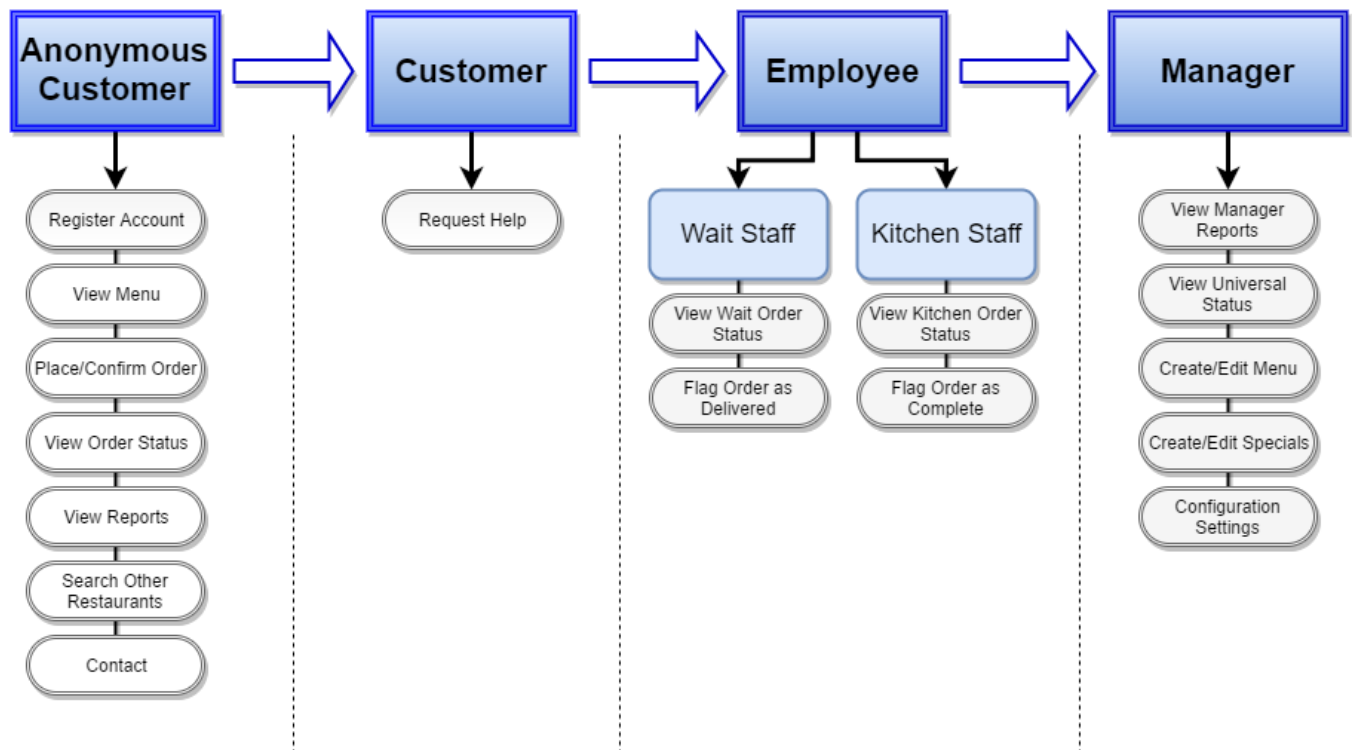 Anonymous
Customer
Customer
Employee
Manager
Register Account
View Menu
Place/Confirm Order
View Order Status
View Reports
Search Other
Restaurants
Contact
Request Help
Wait Staff
View Wait Order
Status
Flag Order as
Delivered
Kitchen Staff
View Kitchen Order
Status
Flag Order as
Complete
View Manager
Reports
View Universal
Status
Create/Edit Menu
Create/Edit Specials
Configuration
Settings